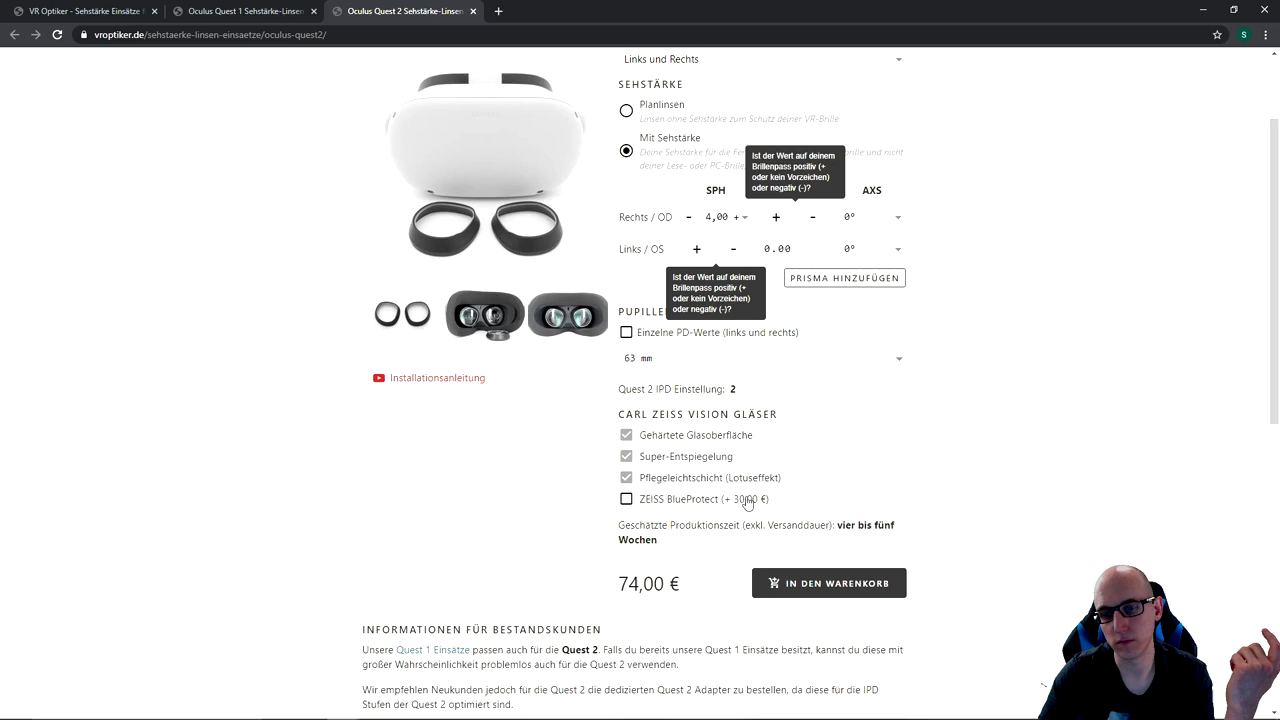 VR Optiker - Sehstärke Einsätze
Oculus Quest 1 Sehstärke-Linsen
Oculus Quest 2 Sehstärke-Linsen
vroptiker.de/sehstaerke-linsen-einsaetze/oculus-quest2/
S
Links und Rechts
SEHSTÄRKE
Planlinsen
Linsen ohne Sehstärke zum Schutz deiner VR-Brille.
Mit Sehstärke
Deine Sehstärke für die Fer rille und nicht
deiner Lese- oder PC-Brille
Ist der Wert auf deinem
Brillenpass positiv (+
oder kein Vorzeichen)
oder negativ (-)?
SPH AXS
Rechts / OD - 4,00 + + - 0°
Links / OS + - 0.00 0°
Ist der Wert auf deinem
Brillenpass positiv (+
oder kein Vorzeichen)
oder negativ (-)?
PRISMA HINZUFÜGEN
PUPILLE
Einzelne PD-Werte (links und rechts)
63 mm
Quest 2 IPD Einstellung: 2
CARL ZEISS VISION GLÄSER
Gehärtete Glasoberfläche
Super-Entspiegelung
Pflegeleichtschicht (Lotuseffekt)
ZEISS BlueProtect (+ 30,00 €)
Geschätzte Produktionszeit (exkl. Versanddauer): vier bis fünf
Wochen
74,00 €
IN DEN WARENKORB
Installationsanleitung
INFORMATIONEN FÜR BESTANDSKUNDEN
Unsere Quest 1 Einsätze passen auch für die Quest 2. Falls du bereits unsere Quest 1 Einsätze besitzt, kannst du diese mit
großer Wahrscheinlichkeit problemlos auch für die Quest 2 verwenden.
Wir empfehlen Neukunden jedoch für die Quest 2 die dedizierten Quest 2 Adapter zu bestellen, da diese für die IPD
Stufen der Quest 2 optimiert sind.